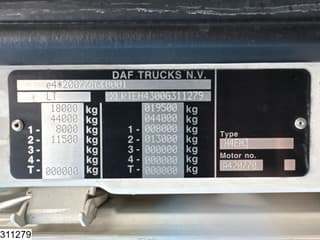 DAF TRUCKS N.V.
LT
18000 kg 019500 kg
44000 kg 044000 kg
1- 8000 kg 1- 008000 kg
2- 11500 kg 2- 013000 kg
3- kg 3- 000000 kg
4- kg 4- 000000 kg
T- 000000 kg T- 000000 kg
Type
Motor no.
311279